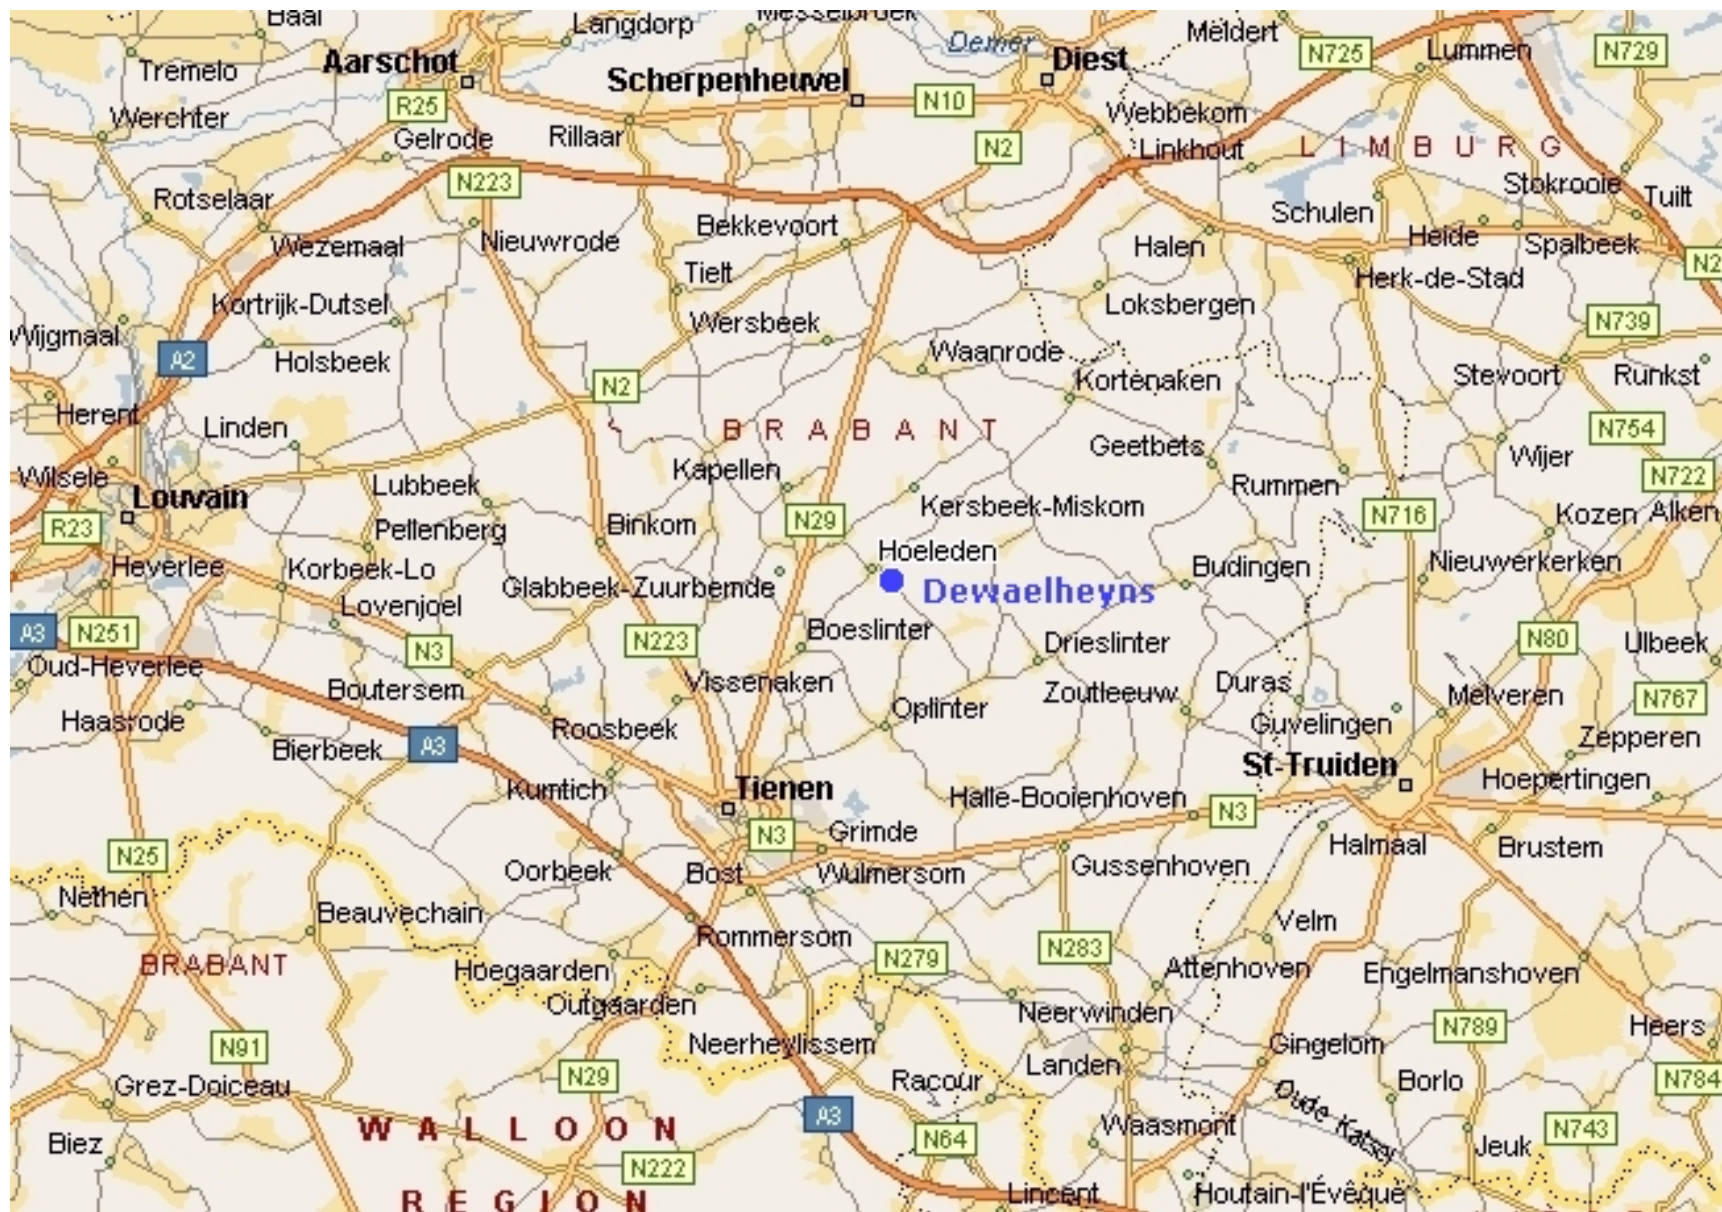 Baal
Langdorp
Messelbroek
Demer
Diest
Meldert
N725
Lummen
N729
Tremelo
Aarschot
Scherpenheuvel
N10
R25
Werchter
Gelrode
Rillaar
N2
Webbekom
Linkhout
LIMBURG
N223
Rotselaar
Stokrooie
Tuilt
Wezemaal
Nieuwrode
Bekkevoort
Schulen
Halen
Heide
Spalbeek
N2
Tielt
Herk-de-Stad
Kortrijk-Dutsel
Loksbergen
Wijgmaal
Wersbeek
N739
A2
Holsbeek
Waanrode
Kortenaken
Stevoort
Runkst
N2
Herent
Linden
BRABANT
N754
Geetbets
Wijer
Wilsele
Kapellen
N722
Louvain
Lubbeek
Kersbeek-Miskom
Rummen
R23
Pellenberg
Binkom
N29
N716
Kozen
Alken
Heverlee
Korbeek-Lo
Hoeleden
Budingen
Nieuwerkerken
Glabbeek-Zuurbemde
Dewaelheyns
Lovenjoel
A3
N251
N3
N223
Boeslinter
Drieslinter
N80
Ulbeek
Oud-Heverlee
Boutersem
Vissenaken
Zoutleeuw
Duras
Melveren
N767
Haasrode
Bierbeek
A3
Roosbeek
Oplinter
Guvelingen
Zepperen
St-Truiden
Hoepertingen
Kumtich
Tienen
Halle-Booienhoven
N3
N3
Grimde
Halmaal
Brustem
N25
Oorbeek
Bost
Wulmersom
Gussenhoven
Nethen
Beauvechain
Velm
Rommersom
BRABANT
Hoegaarden
N279
N283
Attenhoven
Engelmanshoven
Outgaarden
Neerwinden
N91
Neerheylissem
N789
Heers
Gingelom
N29
Landen
Grez-Doiceau
Racour
Borlo
N784
A3
Oude Katsei
WALLOON
N64
Waasmont
N743
Biez
Jeuk
N222
REGION
Lincent
Houtain-l'Évêque